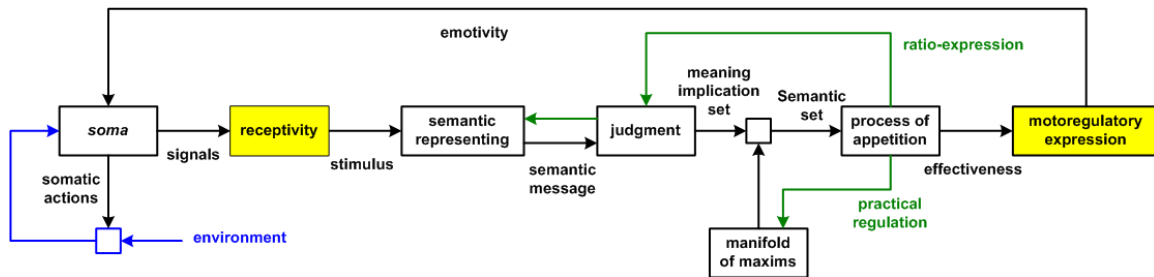 emotivity
ratio-expression
meaning
implication
set
Semantic
set
soma
receptivity
semantic
representing
judgment
process of
appetition
motoregulatory
expression
signals
stimulus
semantic
message
effectiveness
somatic
actions
practical
regulation
environment
manifold
of maxims